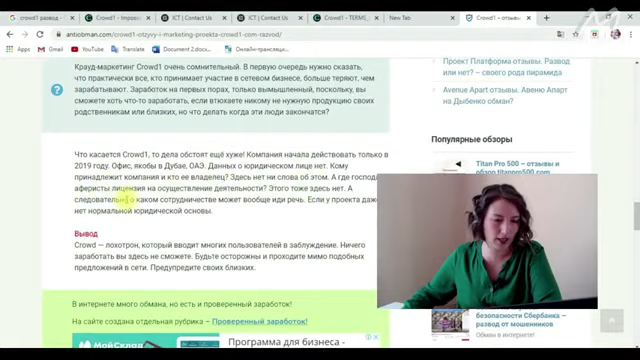 crowd1 развод -
Crowd1 - Imposs
ICT | Contact Us
ICT | Contact Us
Crowd1 – TERMS,
New Tab
Crowd1 – отзывы
antiobman.com/crowd1-otzyvy-i-marketing-proekta-crowd1-com-razvod/
Gmail
YouTube
Translate
Document 2.docx...
Document.docx -...
Онлайн-трансляци...
Крауд-маркетинг Crowd1 очень сомнительный. В первую очередь нужно сказать,
что практически все, кто принимает участие в сетевом бизнесе, больше теряют, чем
зарабатывают. Заработок на первых порах, только вымышленный, поскольку, вы
сможете хоть что-то заработать, если втюхаете никому не нужную продукцию своих
родственникам или близких, но что делать когда эти люди закончатся?
Что касается Crowd1, то дела обстоят ещё хуже! Компания начала действовать только в
2019 году. Офис, якобы в Дубае, ОАЭ. Данных о юридическом лице нет. Кому
принадлежит компания и кто ее владелец? Здесь нет ни слова об этом. А где господа
аферисты лицензия на осуществление деятельности? Этого тоже здесь нет. А
следовательно о каком сотрудничестве может вообще иди речь. Если у проекта даже
нет нормальной юридической основы.
Вывод
Crowd — лохотрон, который вводит многих пользователей в заблуждение. Ничего
заработать вы здесь не сможете. Будьте осторожны и проходите мимо подобных
предложений в сети. Предупредите своих близких.
В интернете много обмана, но есть и проверенный заработок!
На сайте создана отдельная рубрика – Проверенный заработок!
МойСклад
Программа для бизнеса -
Проект Платформа отзывы. Развод
или нет? – своего рода пирамида
Avenue Apart отзывы. Авеню Апарт
на Дыбенко обман?
Популярные обзоры
Titan Pro 500 – отзывы и
обзор titanpro500.com
безопасности Сбербанка –
развод от мошенников
Обман в интернете!